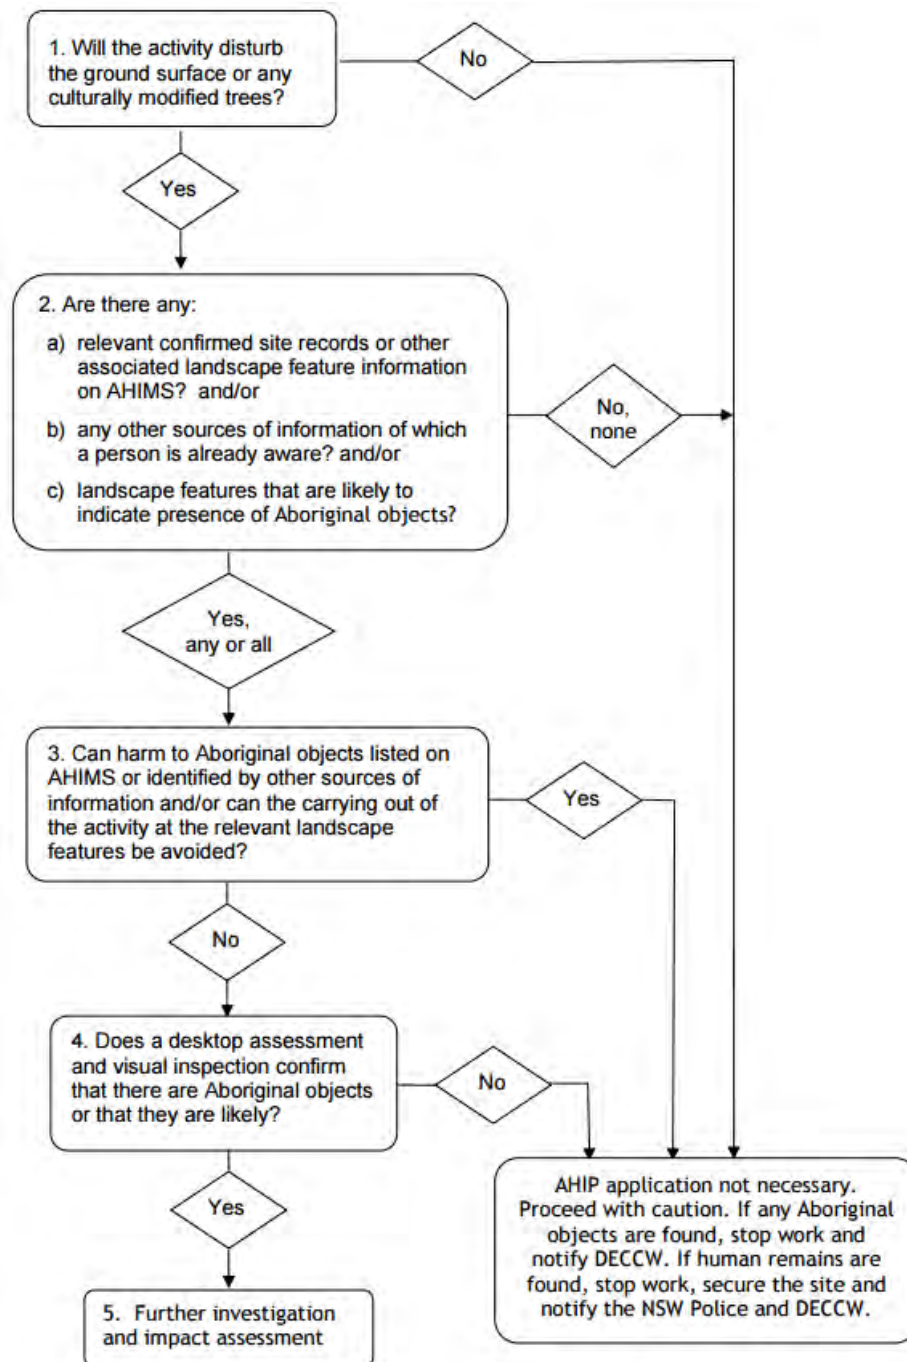 1. Will the activity disturb
the ground surface or any
culturally modified trees?
No
Yes
2. Are there any:
a) relevant confirmed site records or other
associated landscape feature information
on AHIMS? and/or
b) any other sources of information of which
a person is already aware? and/or
c) landscape features that are likely to
indicate presence of Aboriginal objects?
No,
none
Yes,
any or all
3. Can harm to Aboriginal objects listed on
AHIMS or identified by other sources of
information and/or can the carrying out of
the activity at the relevant landscape
features be avoided?
Yes
No
4. Does a desktop assessment
and visual inspection confirm
that there are Aboriginal objects
or that they are likely?
No
Yes
AHIP application not necessary.
Proceed with caution. If any Aboriginal
objects are found, stop work and
notify DECCW. If human remains are
found, stop work, secure the site and
notify the NSW Police and DECCW.
5. Further investigation
and impact assessment